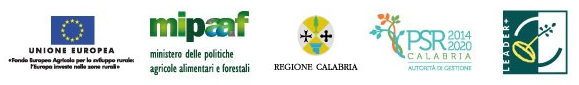 UNIONE EUROPEA
«Fondo Europeo Agricolo per lo sviluppo rurale:
l'Europa investe nelle zone rurali»
mipaaf
ministero delle politiche
agricole alimentari e forestali
REGIONE CALABRIA
PSR 2014
2020
CALABRIA
AUTORITÀ DI GESTIONE
LEADER+